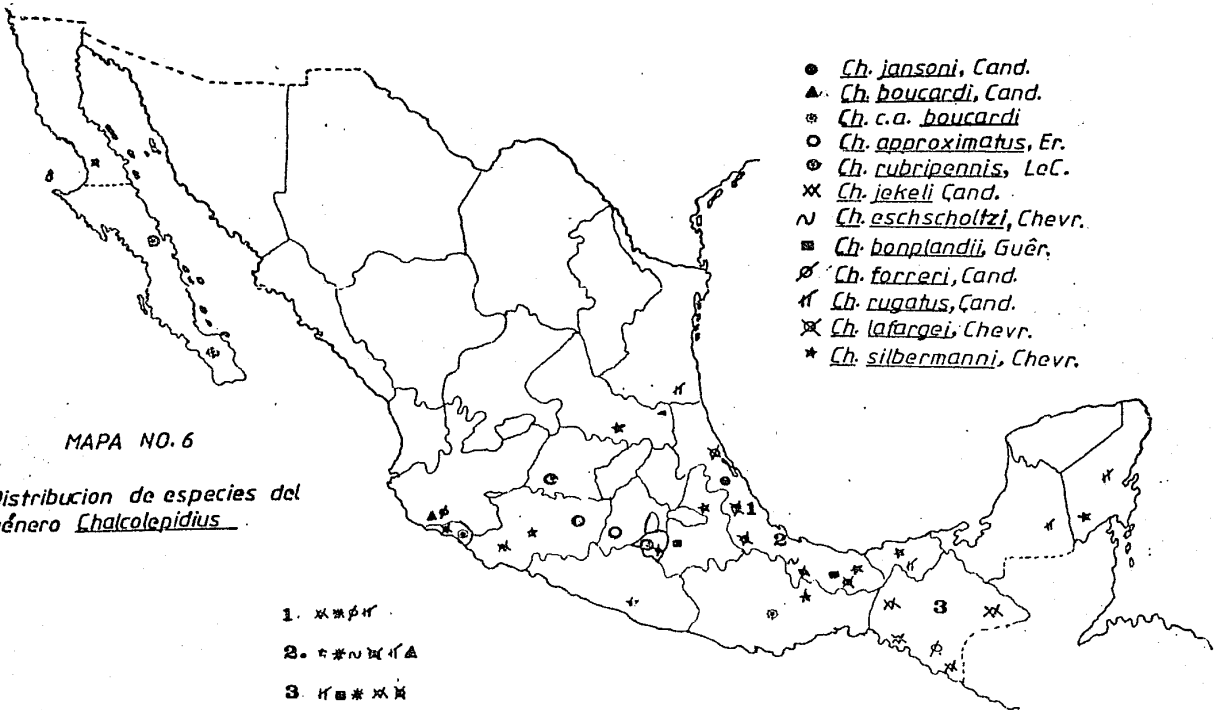 Ch. jansoni, Cand.
Ch. boucardi, Cand.
Ch. c.a. boucardi
Ch. approximatus, Er.
Ch. rubripennis, LeC.
Ch. jekeli Cand.
Ch. eschscholtzi, Chevr.
Ch. bonplandii, Guêr.
Ch. forreri, Cand.
Ch. rugatus, Cand.
Ch. lafargei, Chevr.
Ch. silbermanni, Chevr.
MAPA NO. 6
Distribucion de especies del
género Chalcolepidius
1
2
3
1.
2.
3